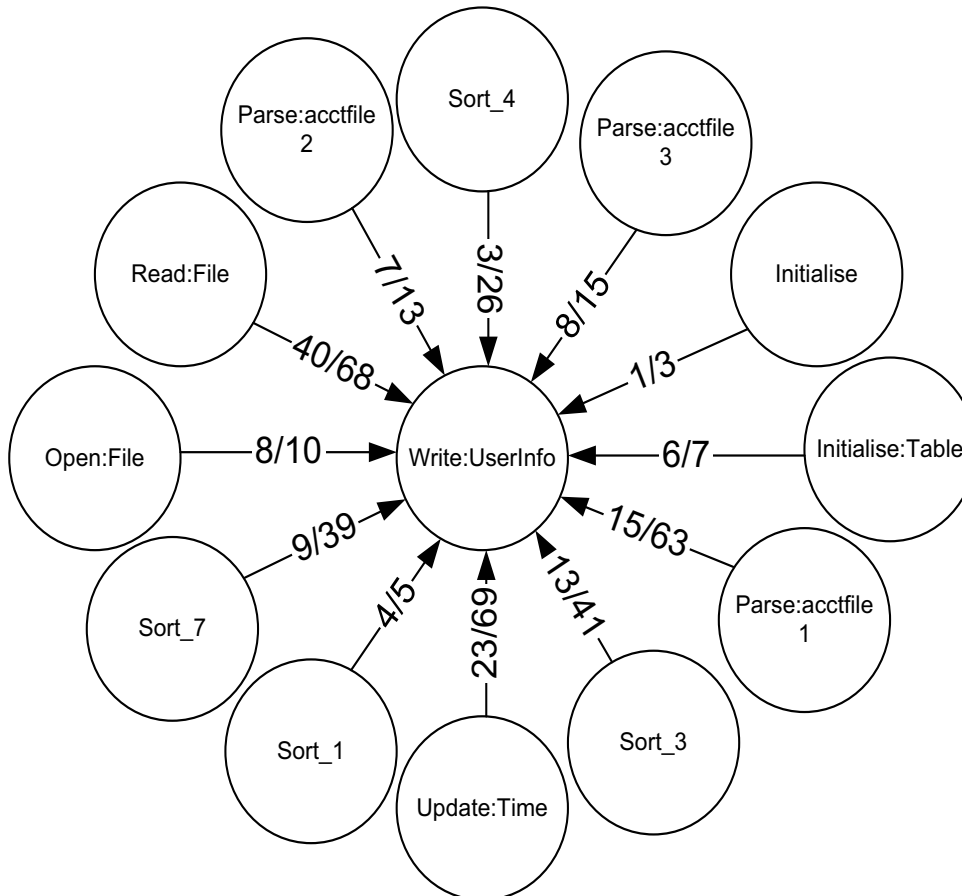 Sort_4
Parse:acctfile
2
Parse:acctfile
3
Read:File
Initialise
7/13
3/26
8/15
40/68
1/3
Open:File
8/10
Write:UserInfo
6/7
Initialise:Table
9/39
15/63
4/5
23/69
13/41
Sort_7
Parse:acctfile
1
Sort_1
Sort_3
Update:Time